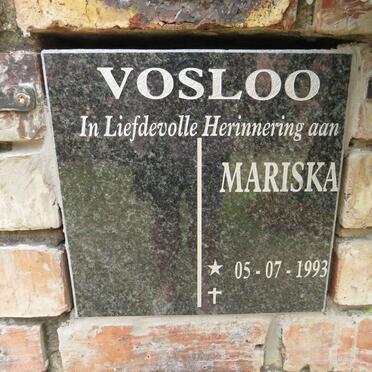 VOSLOO
In Liefdevolle Herinnering aan
MARISKA
★ 05 - 07 - 1993
✝